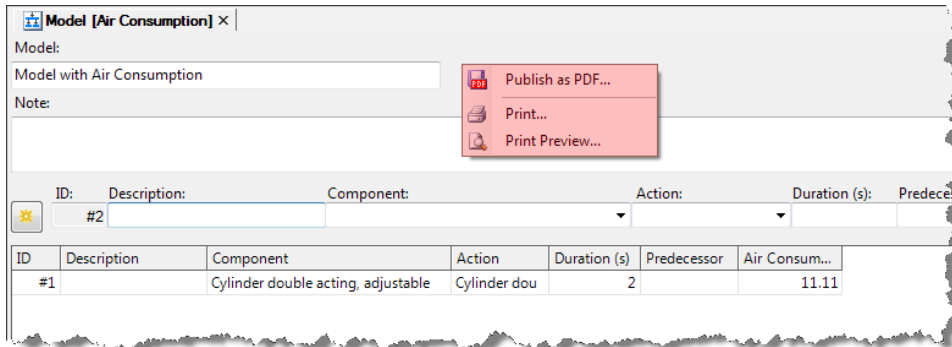 Model [Air Consumption] ×
Model:
Model with Air Consumption
PDF Publish as PDF...
Note:
Print...
Print Preview...
ID: Description: Component: Action: Duration (s): Predece
#2
ID Description Component Action Duration (s) Predecessor Air Consum...
#1 Cylinder double acting, adjustable Cylinder dou 2 11.11